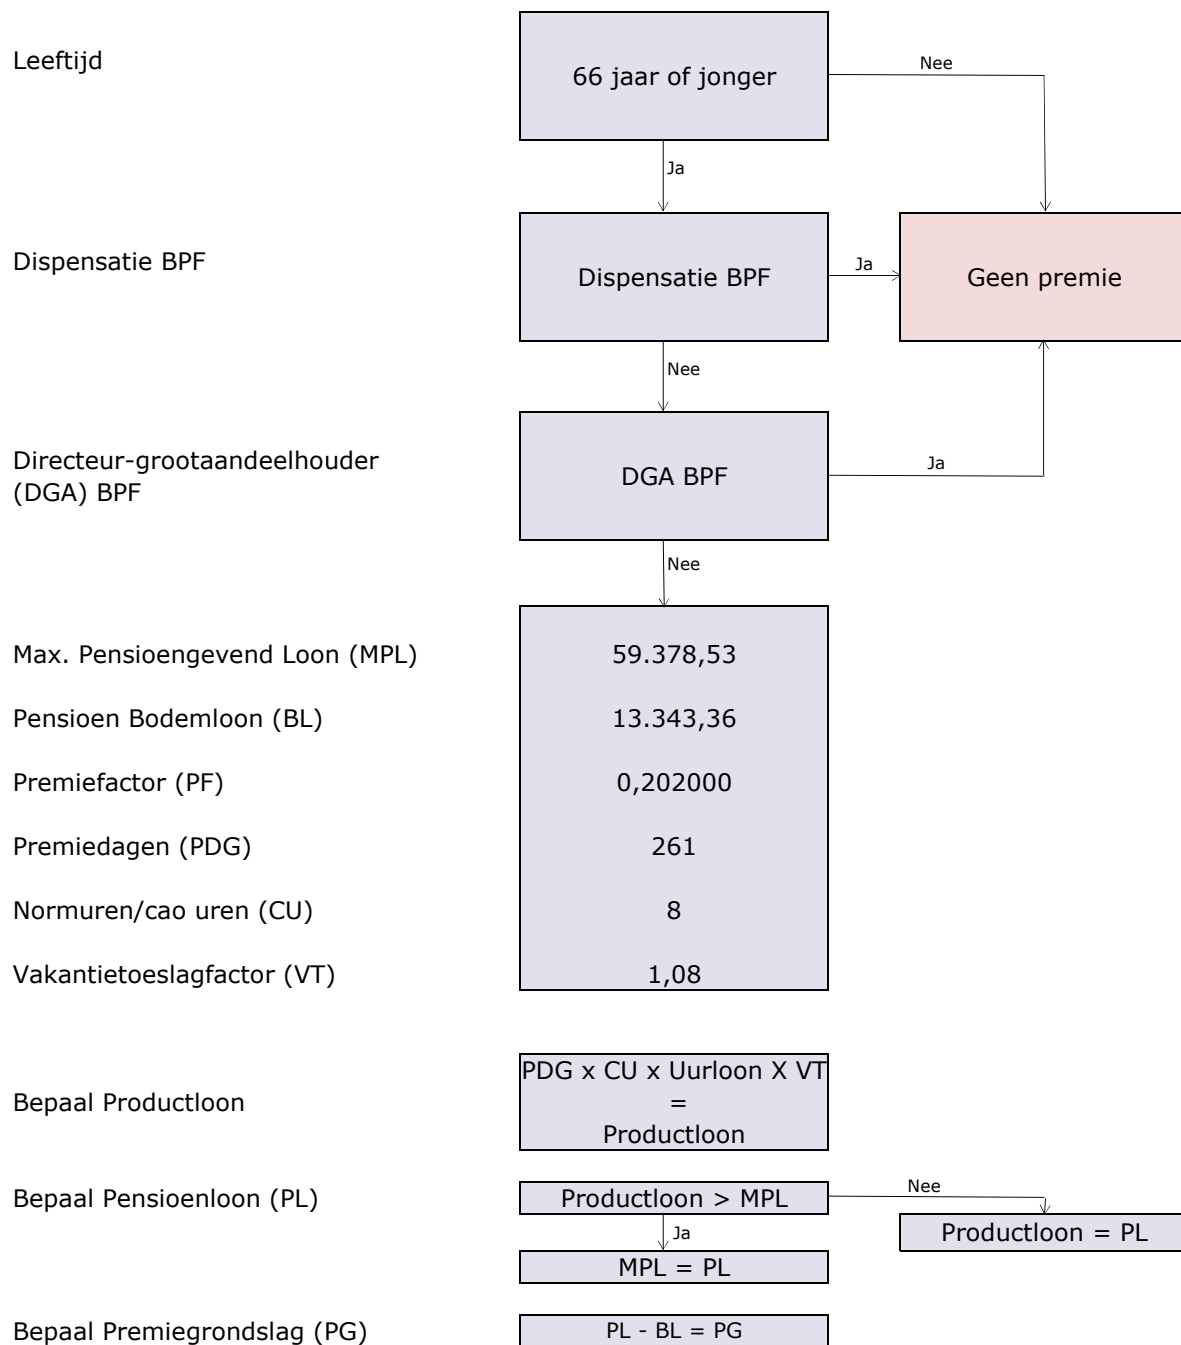 Leeftijd
66 jaar of jonger
Nee
Ja
Dispensatie BPF
Dispensatie BPF
Ja
Geen premie
Nee
Directeur-grootaandeelhouder
(DGA) BPF
DGA BPF
Ja
Nee
Max. Pensioengevend Loon (MPL)
59.378,53
Pensioen Bodemloon (BL)
13.343,36
Premiefactor (PF)
0,202000
Premiedagen (PDG)
261
Normuren/cao uren (CU)
8
Vakantietoeslagfactor (VT)
1,08
Bepaal Productloon
PDG x CU x Uurloon X VT
=
Productloon
Bepaal Pensioenloon (PL)
Productloon > MPL
Nee
Productloon = PL
Ja
MPL = PL
Bepaal Premiegrondslag (PG)
PL - BL = PG